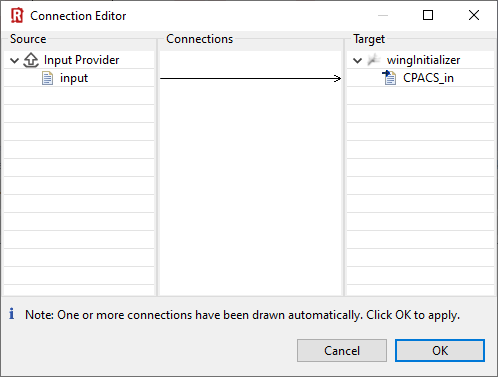 R Connection Editor
Source Connections Target
Input Provider wingInitializer
input CPACS_in
i Note: One or more connections have been drawn automatically. Click OK to apply.
Cancel OK